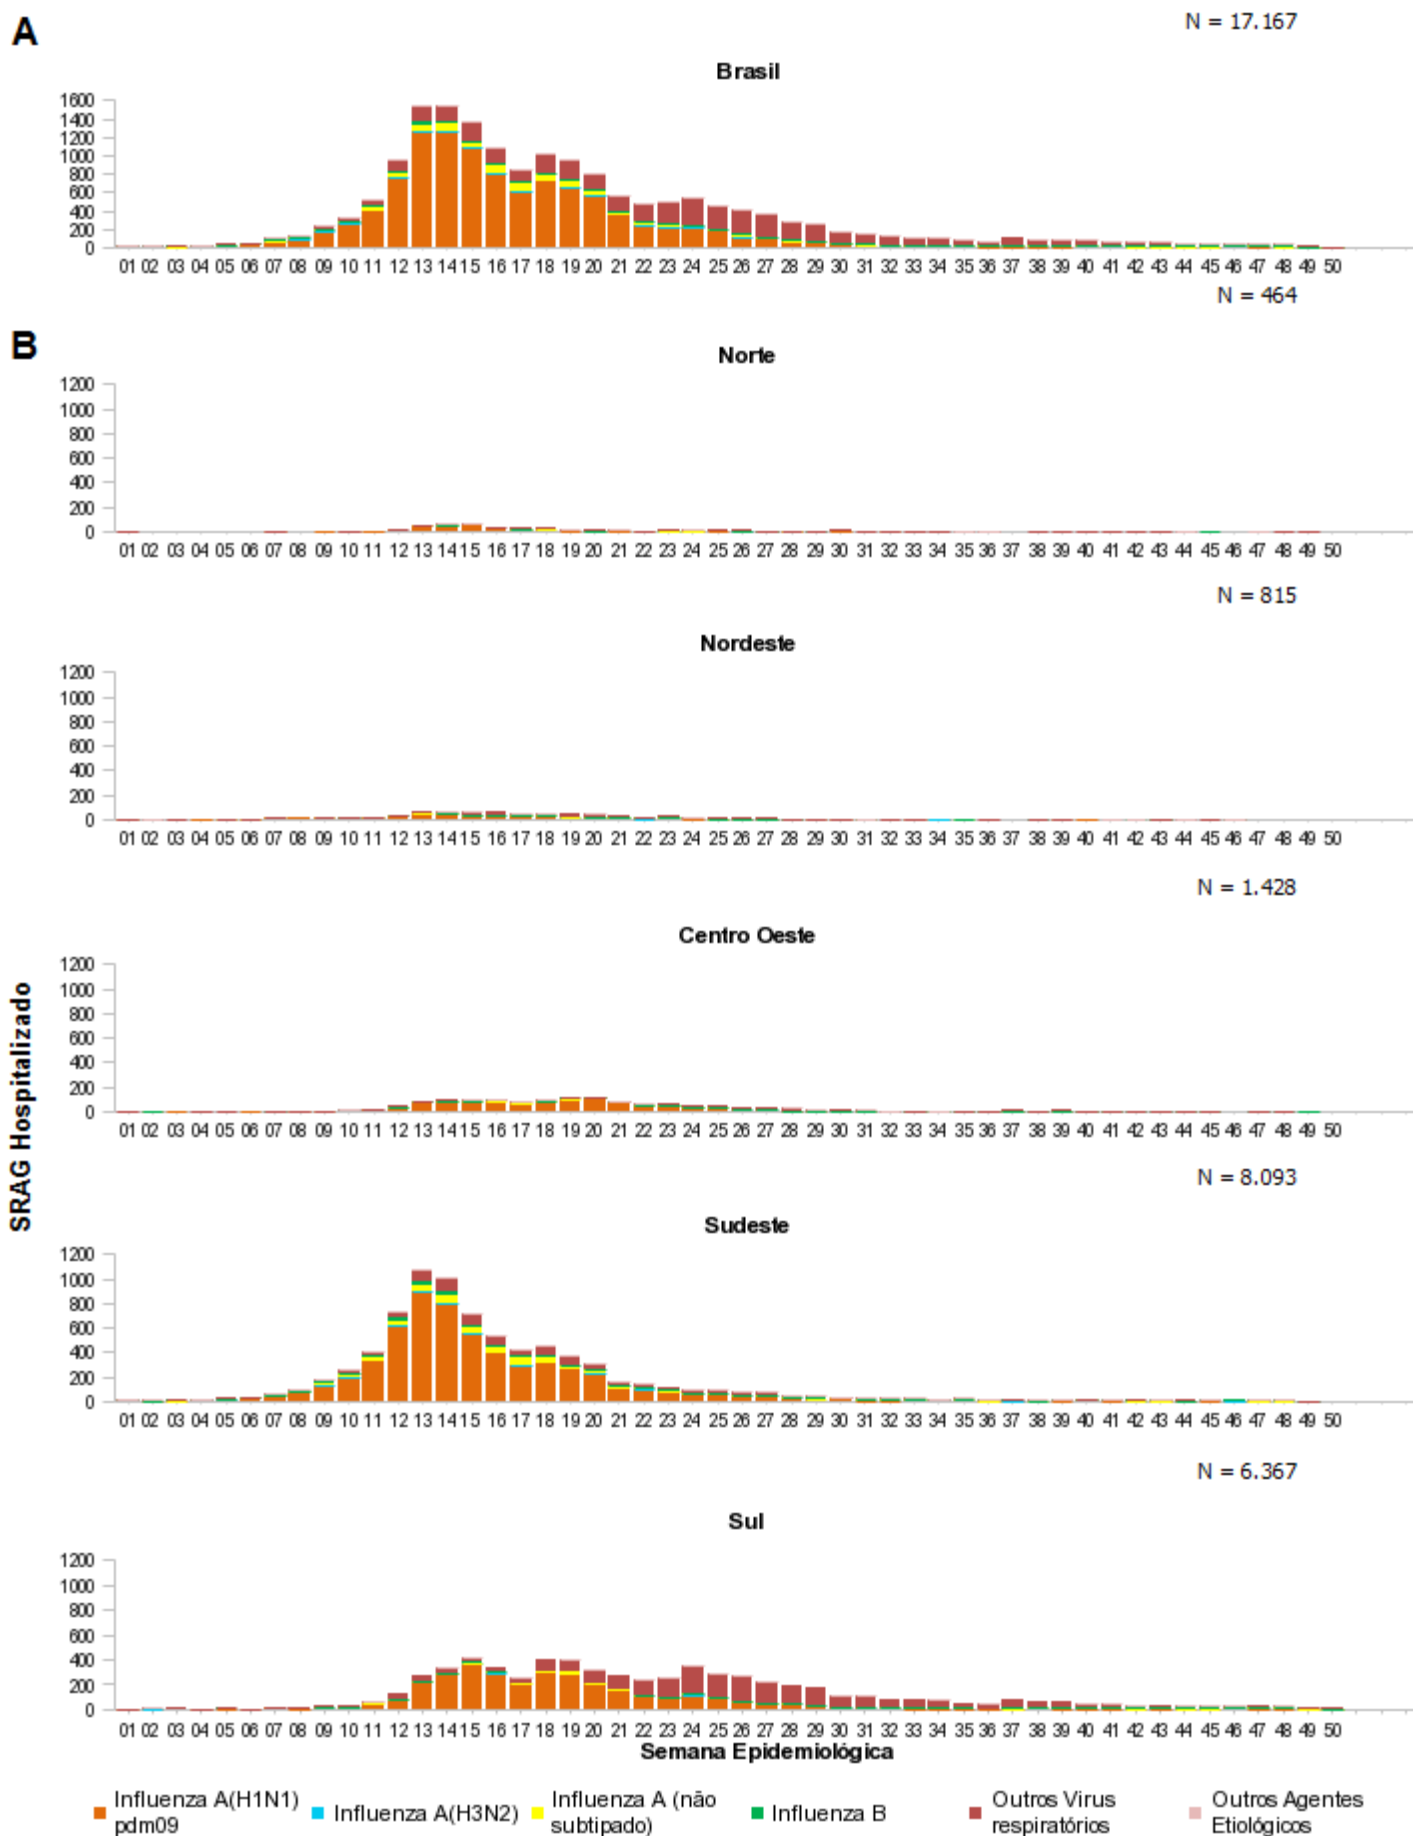 A
N = 17.167
Brasil
1600
1400
1200
1000
800
600
400
200
0
01 02 03 04 05 06 07 08 09 10 11 12 13 14 15 16 17 18 19 20 21 22 23 24 25 26 27 28 29 30 31 32 33 34 35 36 37 38 39 40 41 42 43 44 45 46 47 48 49 50
N = 464
B
Norte
1200
1000
800
600
400
200
0
01 02 03 04 05 06 07 08 09 10 11 12 13 14 15 16 17 18 19 20 21 22 23 24 25 26 27 28 29 30 31 32 33 34 35 36 37 38 39 40 41 42 43 44 45 46 47 48 49 50
N = 815
Nordeste
1200
1000
800
600
400
200
0
01 02 03 04 05 06 07 08 09 10 11 12 13 14 15 16 17 18 19 20 21 22 23 24 25 26 27 28 29 30 31 32 33 34 35 36 37 38 39 40 41 42 43 44 45 46 47 48 49 50
N = 1.428
Centro Oeste
1200
1000
800
600
400
200
0
01 02 03 04 05 06 07 08 09 10 11 12 13 14 15 16 17 18 19 20 21 22 23 24 25 26 27 28 29 30 31 32 33 34 35 36 37 38 39 40 41 42 43 44 45 46 47 48 49 50
SRAG Hospitalizado
N = 8.093
Sudeste
1200
1000
800
600
400
200
0
01 02 03 04 05 06 07 08 09 10 11 12 13 14 15 16 17 18 19 20 21 22 23 24 25 26 27 28 29 30 31 32 33 34 35 36 37 38 39 40 41 42 43 44 45 46 47 48 49 50
N = 6.367
Sul
1200
1000
800
600
400
200
0
01 02 03 04 05 06 07 08 09 10 11 12 13 14 15 16 17 18 19 20 21 22 23 24 25 26 27 28 29 30 31 32 33 34 35 36 37 38 39 40 41 42 43 44 45 46 47 48 49 50
Semana Epidemiológica
Influenza A(H1N1)
pdm09
Influenza A(H3N2)
Influenza A (não
subtipado)
Influenza B
Outros Virus
respiratórios
Outros Agentes
Etiológicos